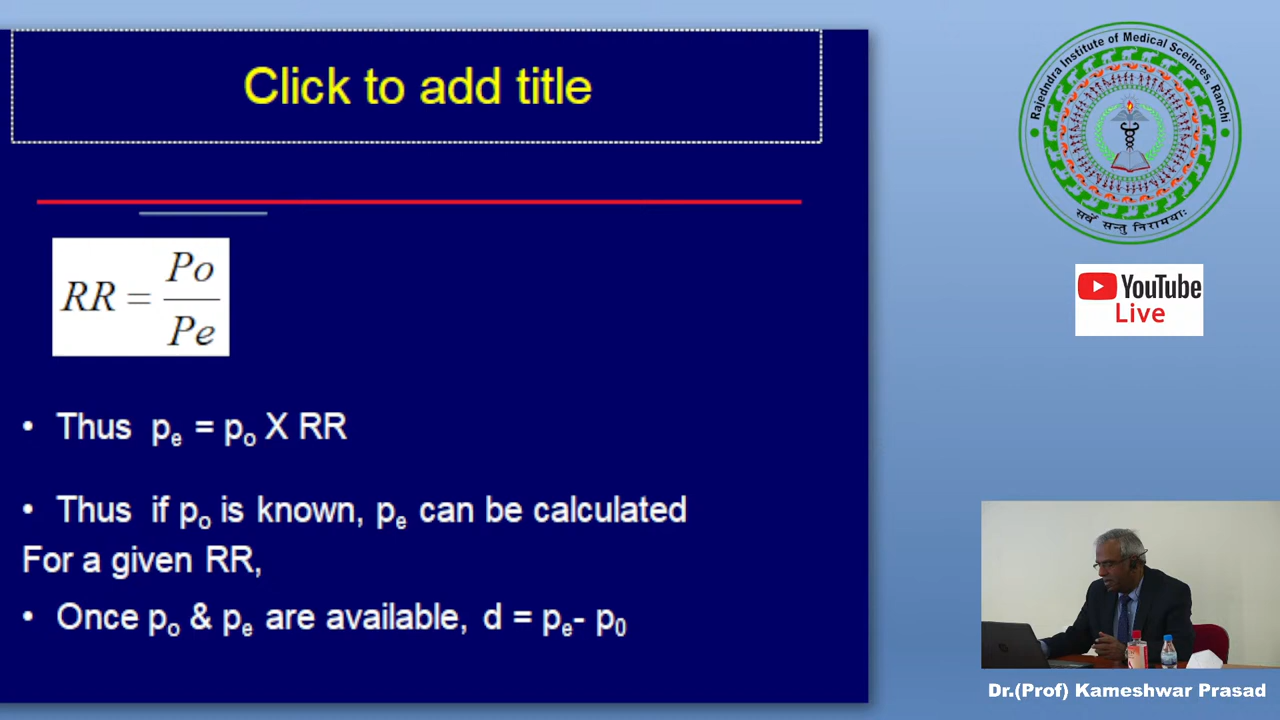 Click to add title
RR = Po / Pe
• Thus pₑ = pₒ X RR
• Thus if pₒ is known, pₑ can be calculated
For a given RR,
• Once pₒ & pₑ are available, d = pₑ- p₀
Rajedndra Institute of Medical Sceinces, Ranchi
सर्वे सन्तु निरामयाः
YouTube
Live
Dr.(Prof) Kameshwar Prasad